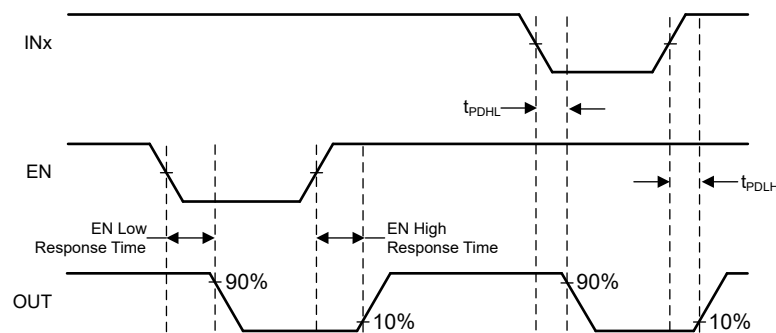 INx
tPDHL
EN
tPDLH
EN Low
Response Time
EN High
Response Time
OUT
90%
10%
90%
10%